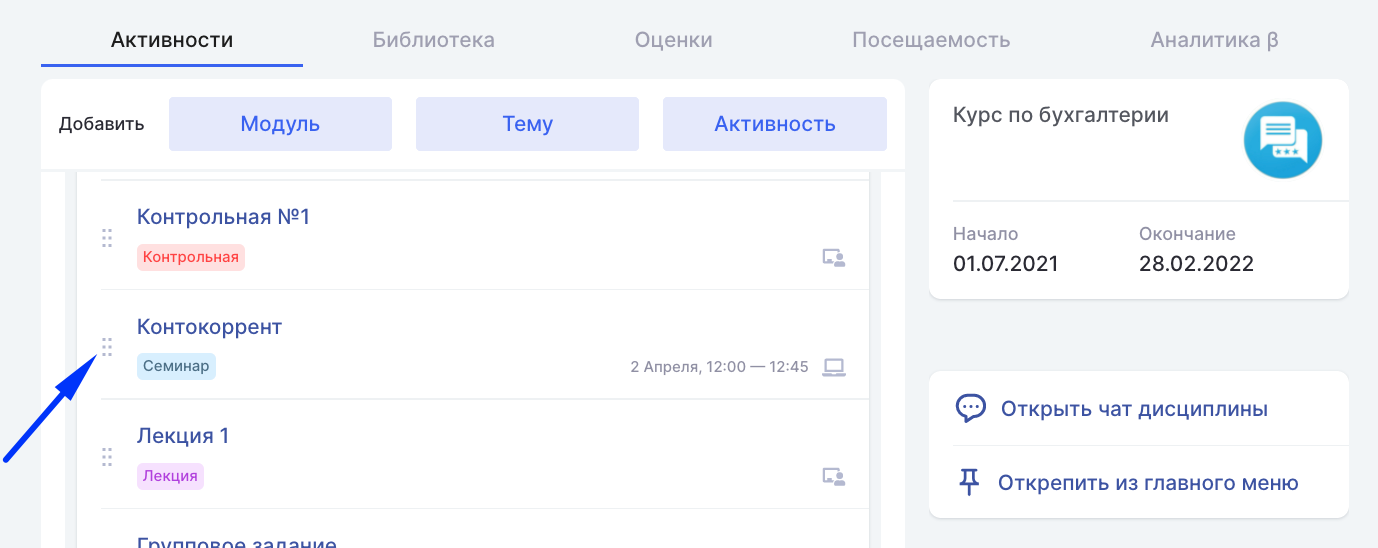 Активности Библиотека Оценки Посещаемость Аналитика β
Добавить Модуль Тему Активность
Контрольная №1
Контрольная
Контокоррент
Семинар 2 Апреля, 12:00 — 12:45
Лекция 1
Лекция
Групповое задание
Курс по бухгалтерии
Начало Окончание
01.07.2021 28.02.2022
Открыть чат дисциплины
Открепить из главного меню